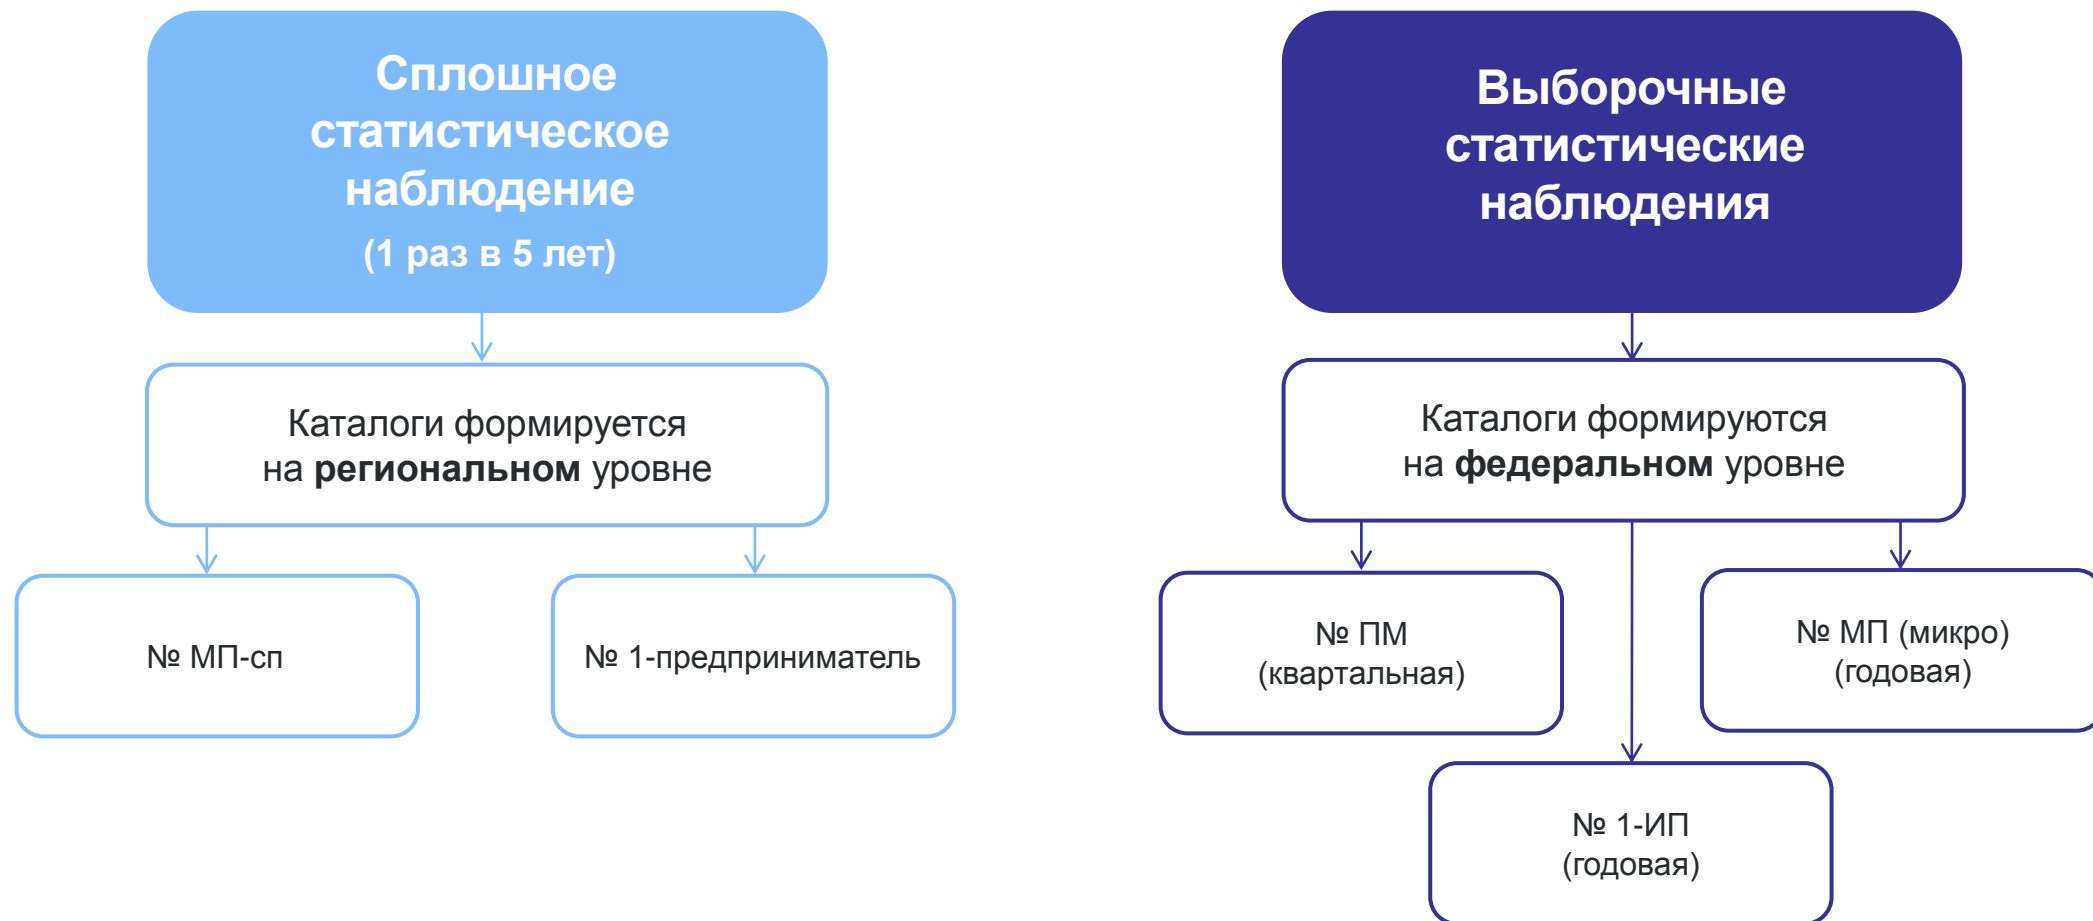 Сплошное
статистическое
наблюдение
(1 раз в 5 лет)
Каталоги формируется
на региональном уровне
№ МП-сп
№ 1-предприниматель
Выборочные
статистические
наблюдения
Каталоги формируются
на федеральном уровне
№ ПМ
(квартальная)
№ МП (микро)
(годовая)
№ 1-ИП
(годовая)